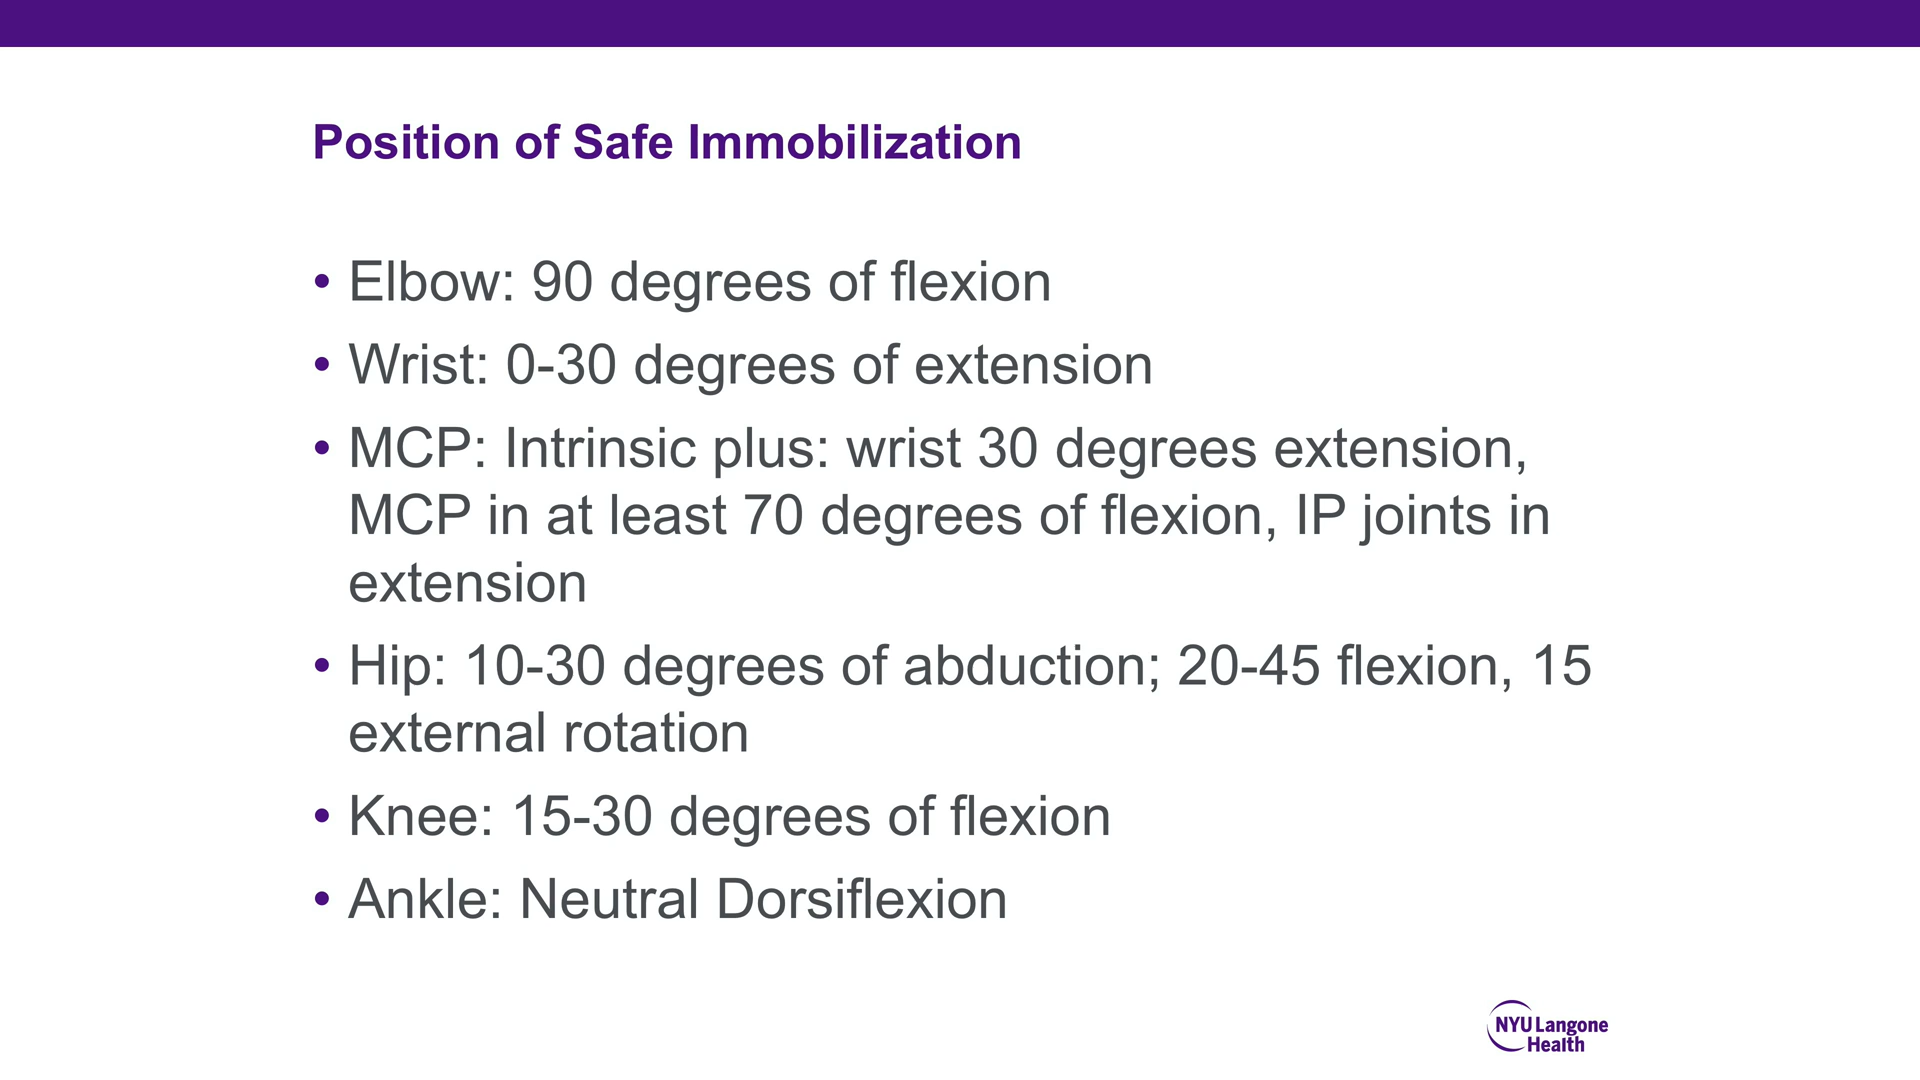 Position of Safe Immobilization
• Elbow: 90 degrees of flexion
• Wrist: 0-30 degrees of extension
• MCP: Intrinsic plus: wrist 30 degrees extension,
MCP in at least 70 degrees of flexion, IP joints in
extension
• Hip: 10-30 degrees of abduction; 20-45 flexion, 15
external rotation
• Knee: 15-30 degrees of flexion
• Ankle: Neutral Dorsiflexion
NYU Langone
Health